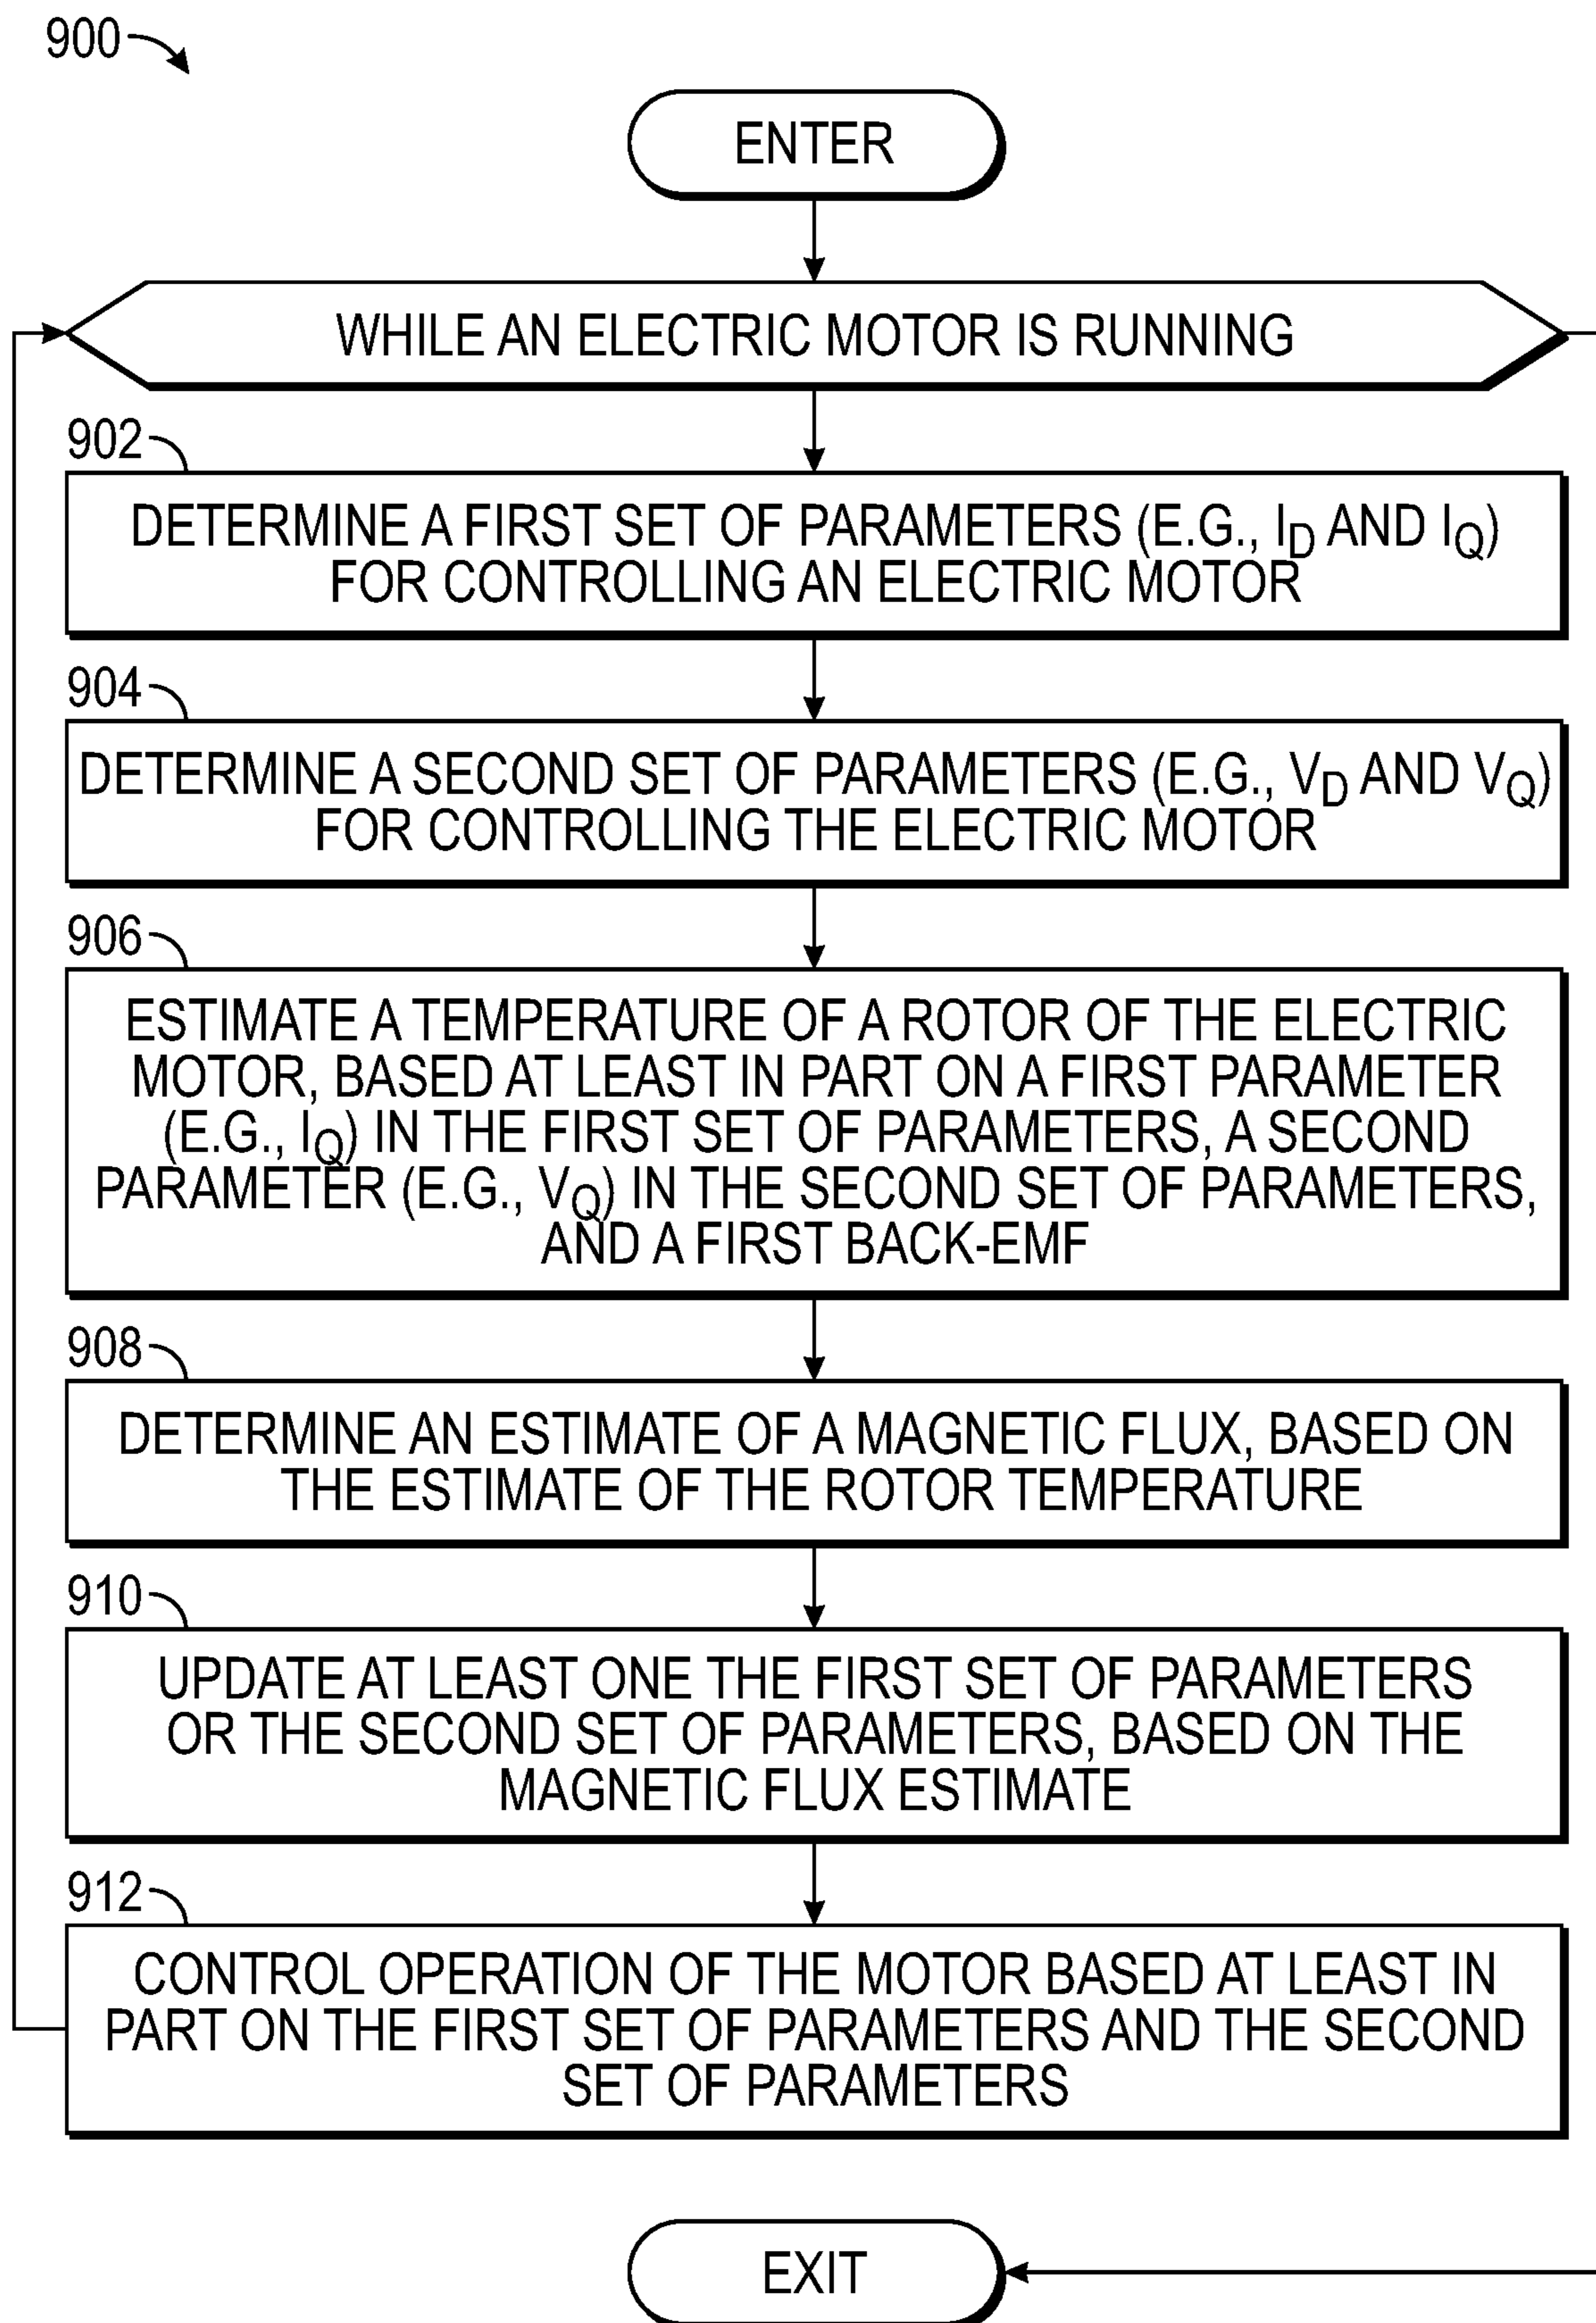 900
ENTER
WHILE AN ELECTRIC MOTOR IS RUNNING
902
DETERMINE A FIRST SET OF PARAMETERS (E.G., I_D AND I_Q)
FOR CONTROLLING AN ELECTRIC MOTOR
904
DETERMINE A SECOND SET OF PARAMETERS (E.G., V_D AND V_Q)
FOR CONTROLLING THE ELECTRIC MOTOR
906
ESTIMATE A TEMPERATURE OF A ROTOR OF THE ELECTRIC
MOTOR, BASED AT LEAST IN PART ON A FIRST PARAMETER
(E.G., I_Q) IN THE FIRST SET OF PARAMETERS, A SECOND
PARAMETER (E.G., V_Q) IN THE SECOND SET OF PARAMETERS,
AND A FIRST BACK-EMF
908
DETERMINE AN ESTIMATE OF A MAGNETIC FLUX, BASED ON
THE ESTIMATE OF THE ROTOR TEMPERATURE
910
UPDATE AT LEAST ONE THE FIRST SET OF PARAMETERS
OR THE SECOND SET OF PARAMETERS, BASED ON THE
MAGNETIC FLUX ESTIMATE
912
CONTROL OPERATION OF THE MOTOR BASED AT LEAST IN
PART ON THE FIRST SET OF PARAMETERS AND THE SECOND
SET OF PARAMETERS
EXIT